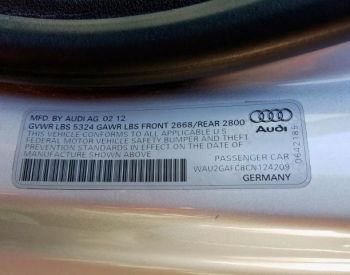 MFD BY AUDI AG 02 12
GVWR LBS 5324 GAWR LBS FRONT 2668/REAR 2800
THIS VEHICLE CONFORMS TO ALL APPLICABLE U S
FEDERAL MOTOR VEHICLE SAFETY BUMPER AND THEFT
PREVENTION STANDARDS IN EFFECT ON THE DATE OF
MANUFACTURE SHOWN ABOVE
Audi
0642185
PASSENGER CAR
WAU2GAFC8CN124209
GERMANY